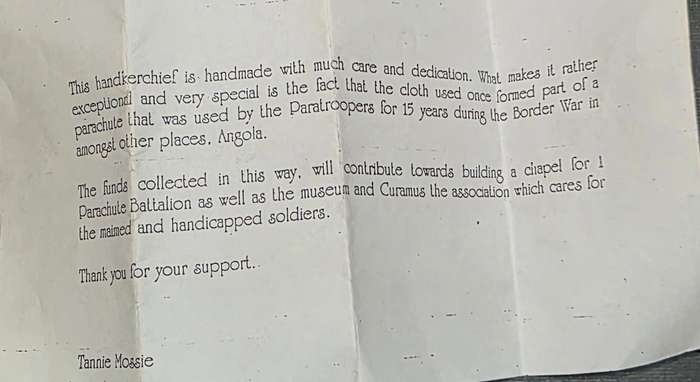 This handkerchief is handmade with much care and dedication. What makes it rather
exceptional and very special is the fact that the cloth used once formed part of a
parachute that was used by the Paratroopers for 15 years during the Border War in
amongst other places, Angola.
The funds collected in this way, will contribute towards building a chapel for 1
Parachute Battalion as well as the museum and Curamus the association which cares for
the maimed and handicapped soldiers.
Thank you for your support.
Tannie Mossie